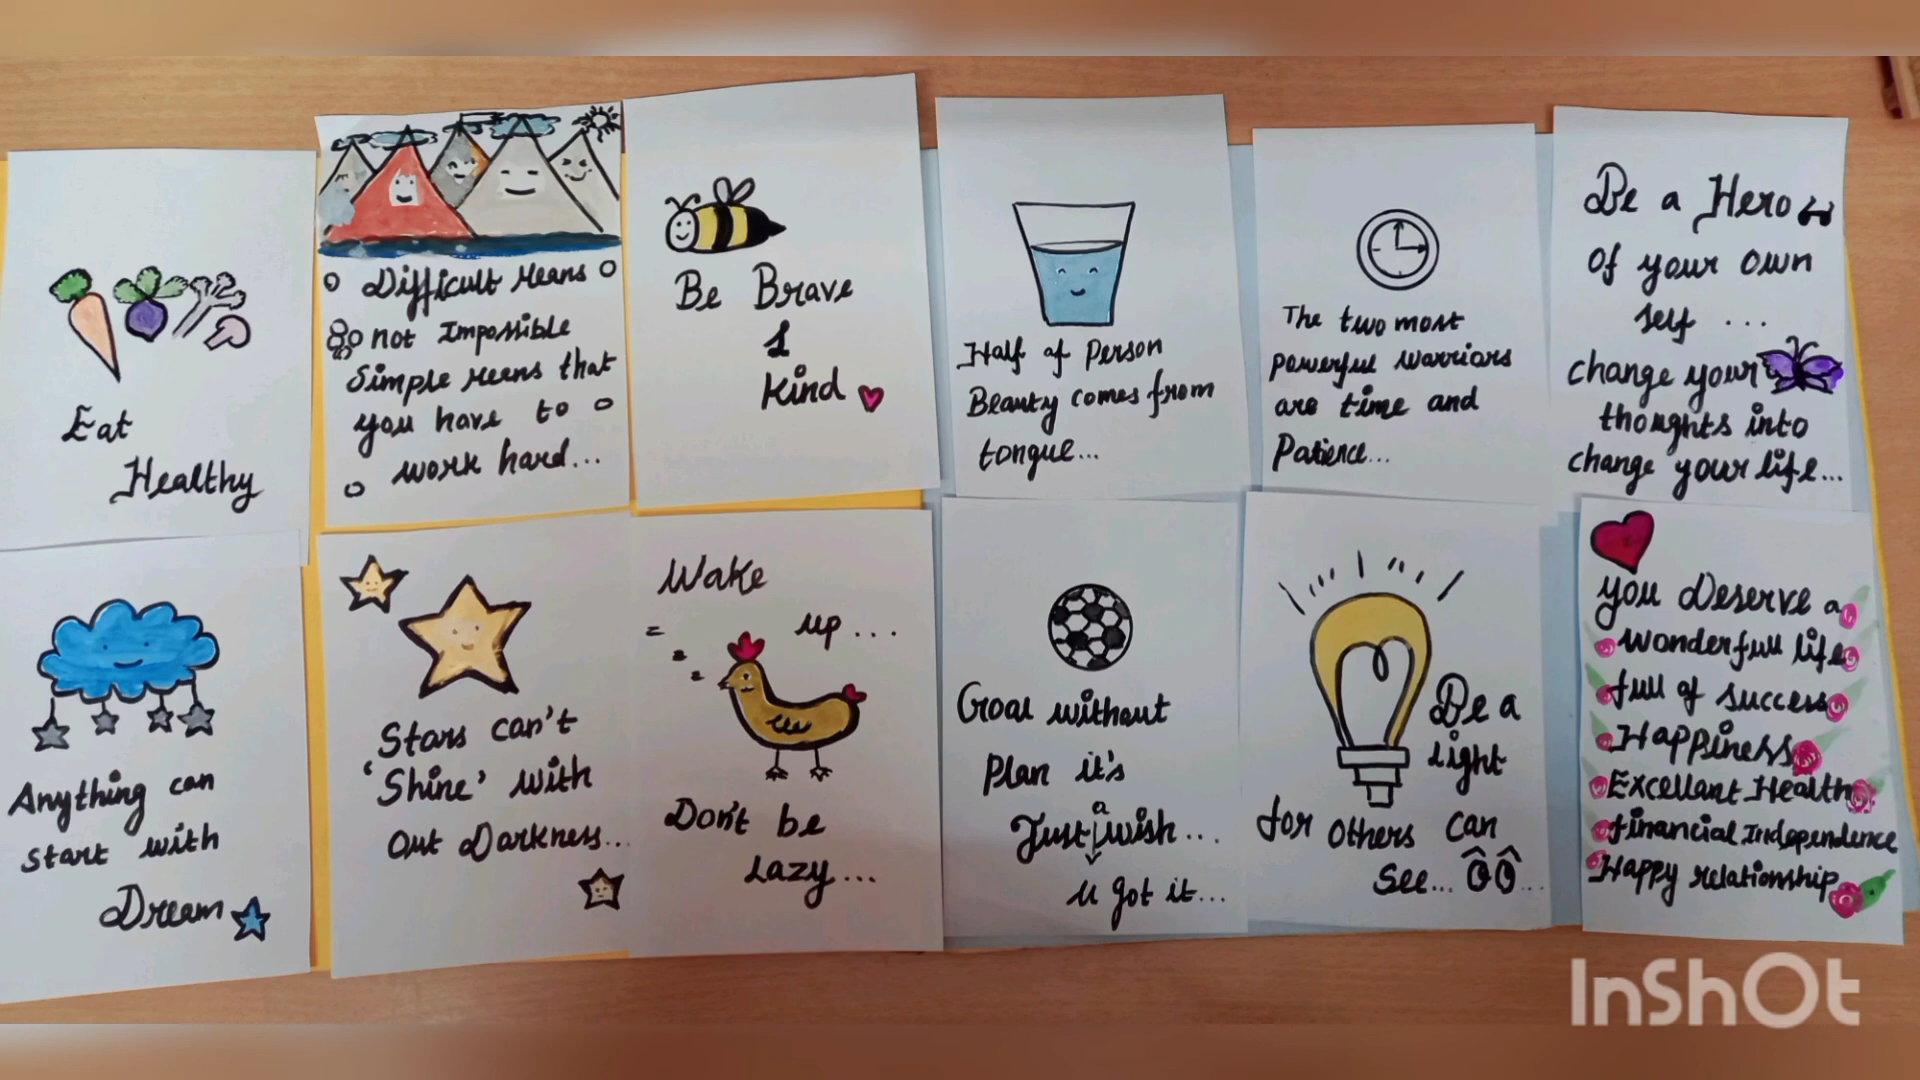 Eat
Healthy
Difficult means
not Impossible
Simple means that
you have to
work hard...
Be Brave
&
Kind
Half of Person
Beauty comes from
tongue...
The two most
powerful warriors
are time and
Patience...
Be a Hero
Of your own
self ...
change your
thoughts into
change your life...
Anything can
start with
Dream
Stars can't
'Shine' with
Out Darkness...
Wake
up...
Don't be
Lazy...
Goal without
plan it's
Just a wish...
u got it...
Be a
light
for others can
See...
you Deserve a
wonderfull life
full of success
Happiness
Excellant Health
financial Independence
Happy relationship
InShOt